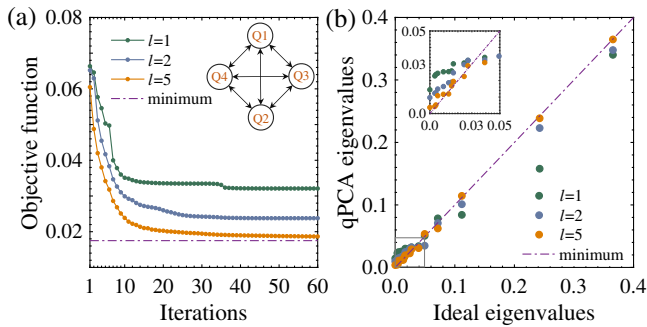 (a)
Objective function
0.08
0.06
0.04
0.02
1 10 20 30 40 50 60
Iterations
l=1
l=2
l=5
minimum
Q1
Q4 Q3
Q2
(b)
qPCA eigenvalues
0.4
0.3
0.2
0.1
0.0
0.0 0.1 0.2 0.3 0.4
Ideal eigenvalues
0.05
0.03
0.0
0.0 0.03 0.05
l=1
l=2
l=5
minimum